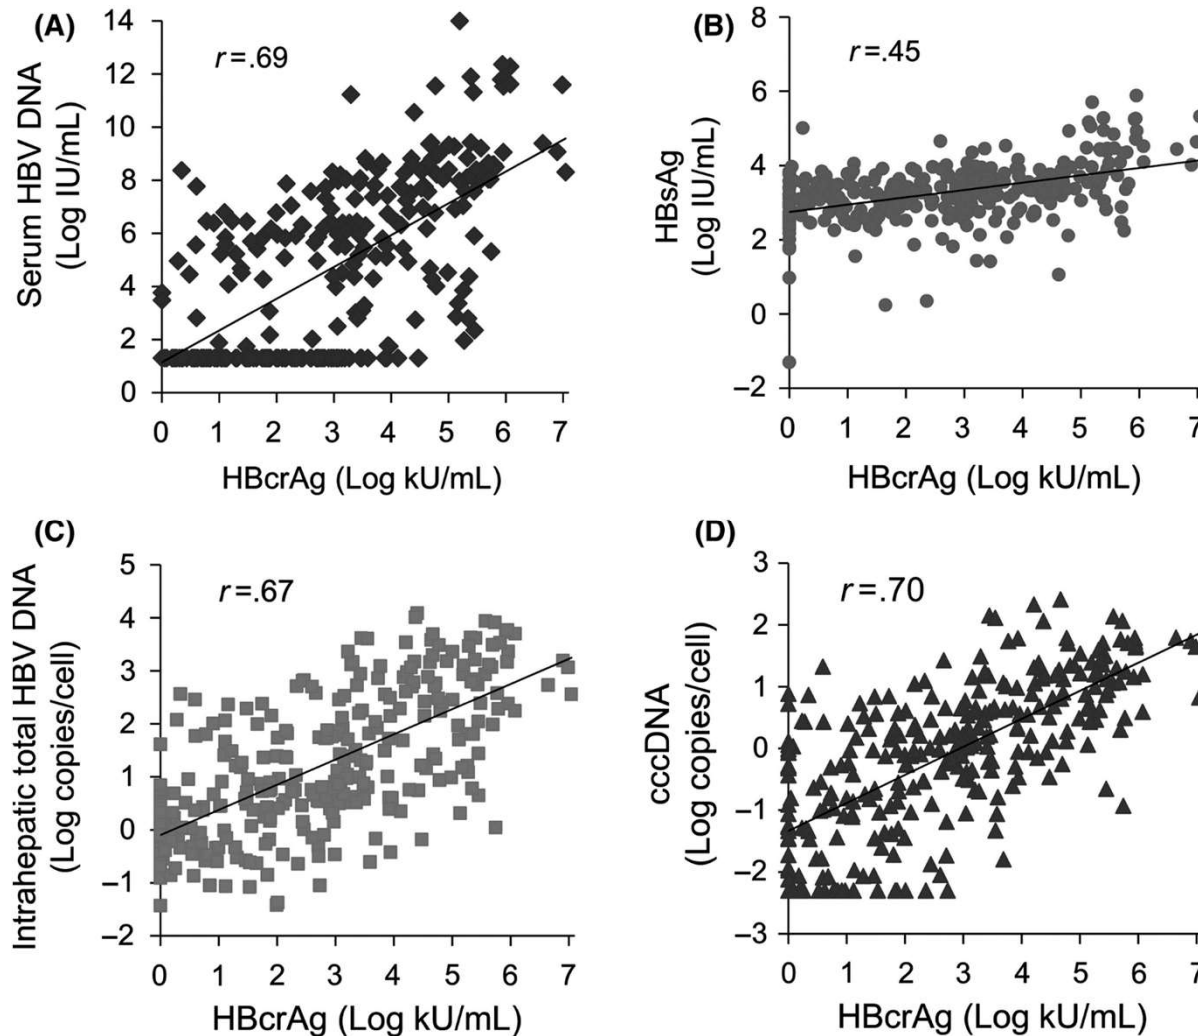 (A)
r=.69
Serum HBV DNA
(Log IU/mL)
14
12
10
8
6
4
2
0
0 1 2 3 4 5 6 7
HBcrAg (Log kU/mL)
(B)
r=.45
HBsAg
(Log IU/mL)
8
6
4
2
0
−2
0 1 2 3 4 5 6 7
HBcrAg (Log kU/mL)
(C)
r=.67
Intrahepatic total HBV DNA
(Log copies/cell)
5
4
3
2
1
0
−1
−2
0 1 2 3 4 5 6 7
HBcrAg (Log kU/mL)
(D)
r=.70
cccDNA
(Log copies/cell)
3
2
1
0
−1
−2
−3
0 1 2 3 4 5 6 7
HBcrAg (Log kU/mL)